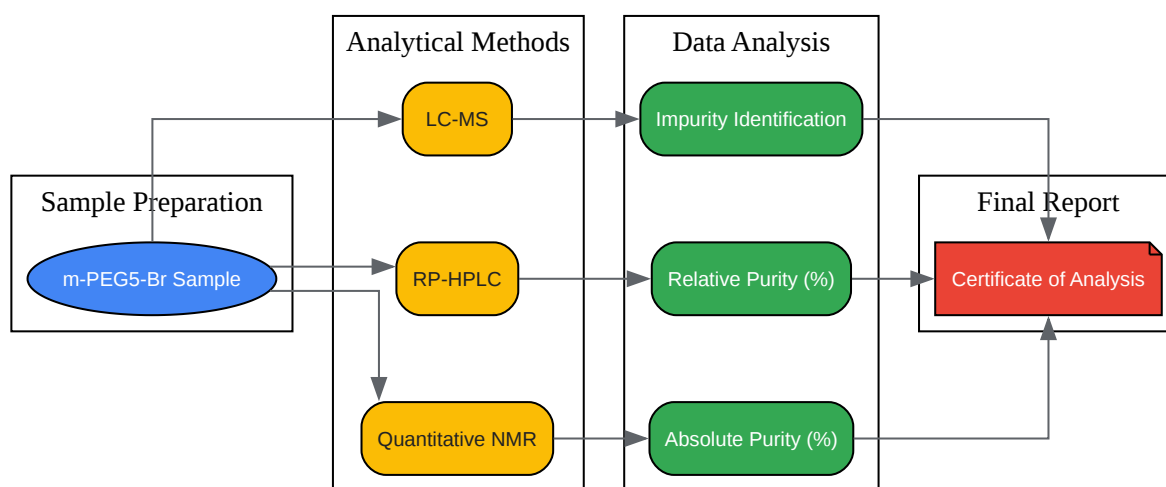 Analytical Methods
Data Analysis
LC-MS
Impurity Identification
Sample Preparation
Final Report
m-PEG5-Br Sample
RP-HPLC
Relative Purity (%)
Certificate of Analysis
Quantitative NMR
Absolute Purity (%)